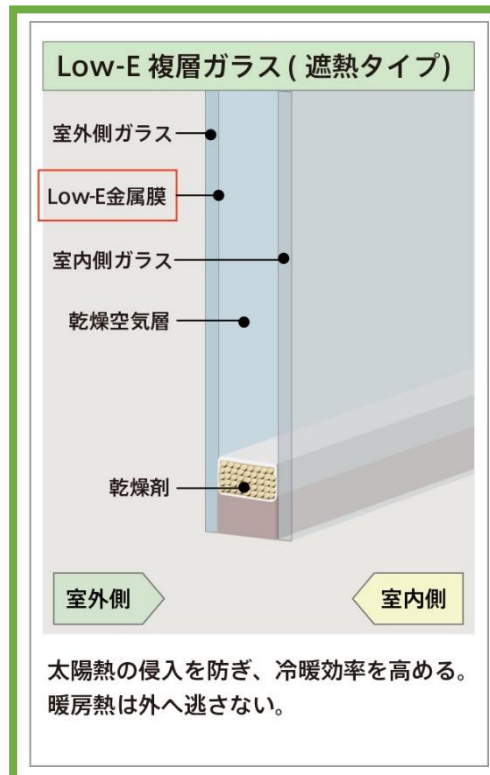 Low-E 複層ガラス ( 遮熱タイプ)
室外側ガラス
Low-E金属膜
室内側ガラス
乾燥空気層
乾燥剤
室外側
室内側
太陽熱の侵入を防ぎ、冷暖効率を高める。
暖房熱は外へ逃さない。